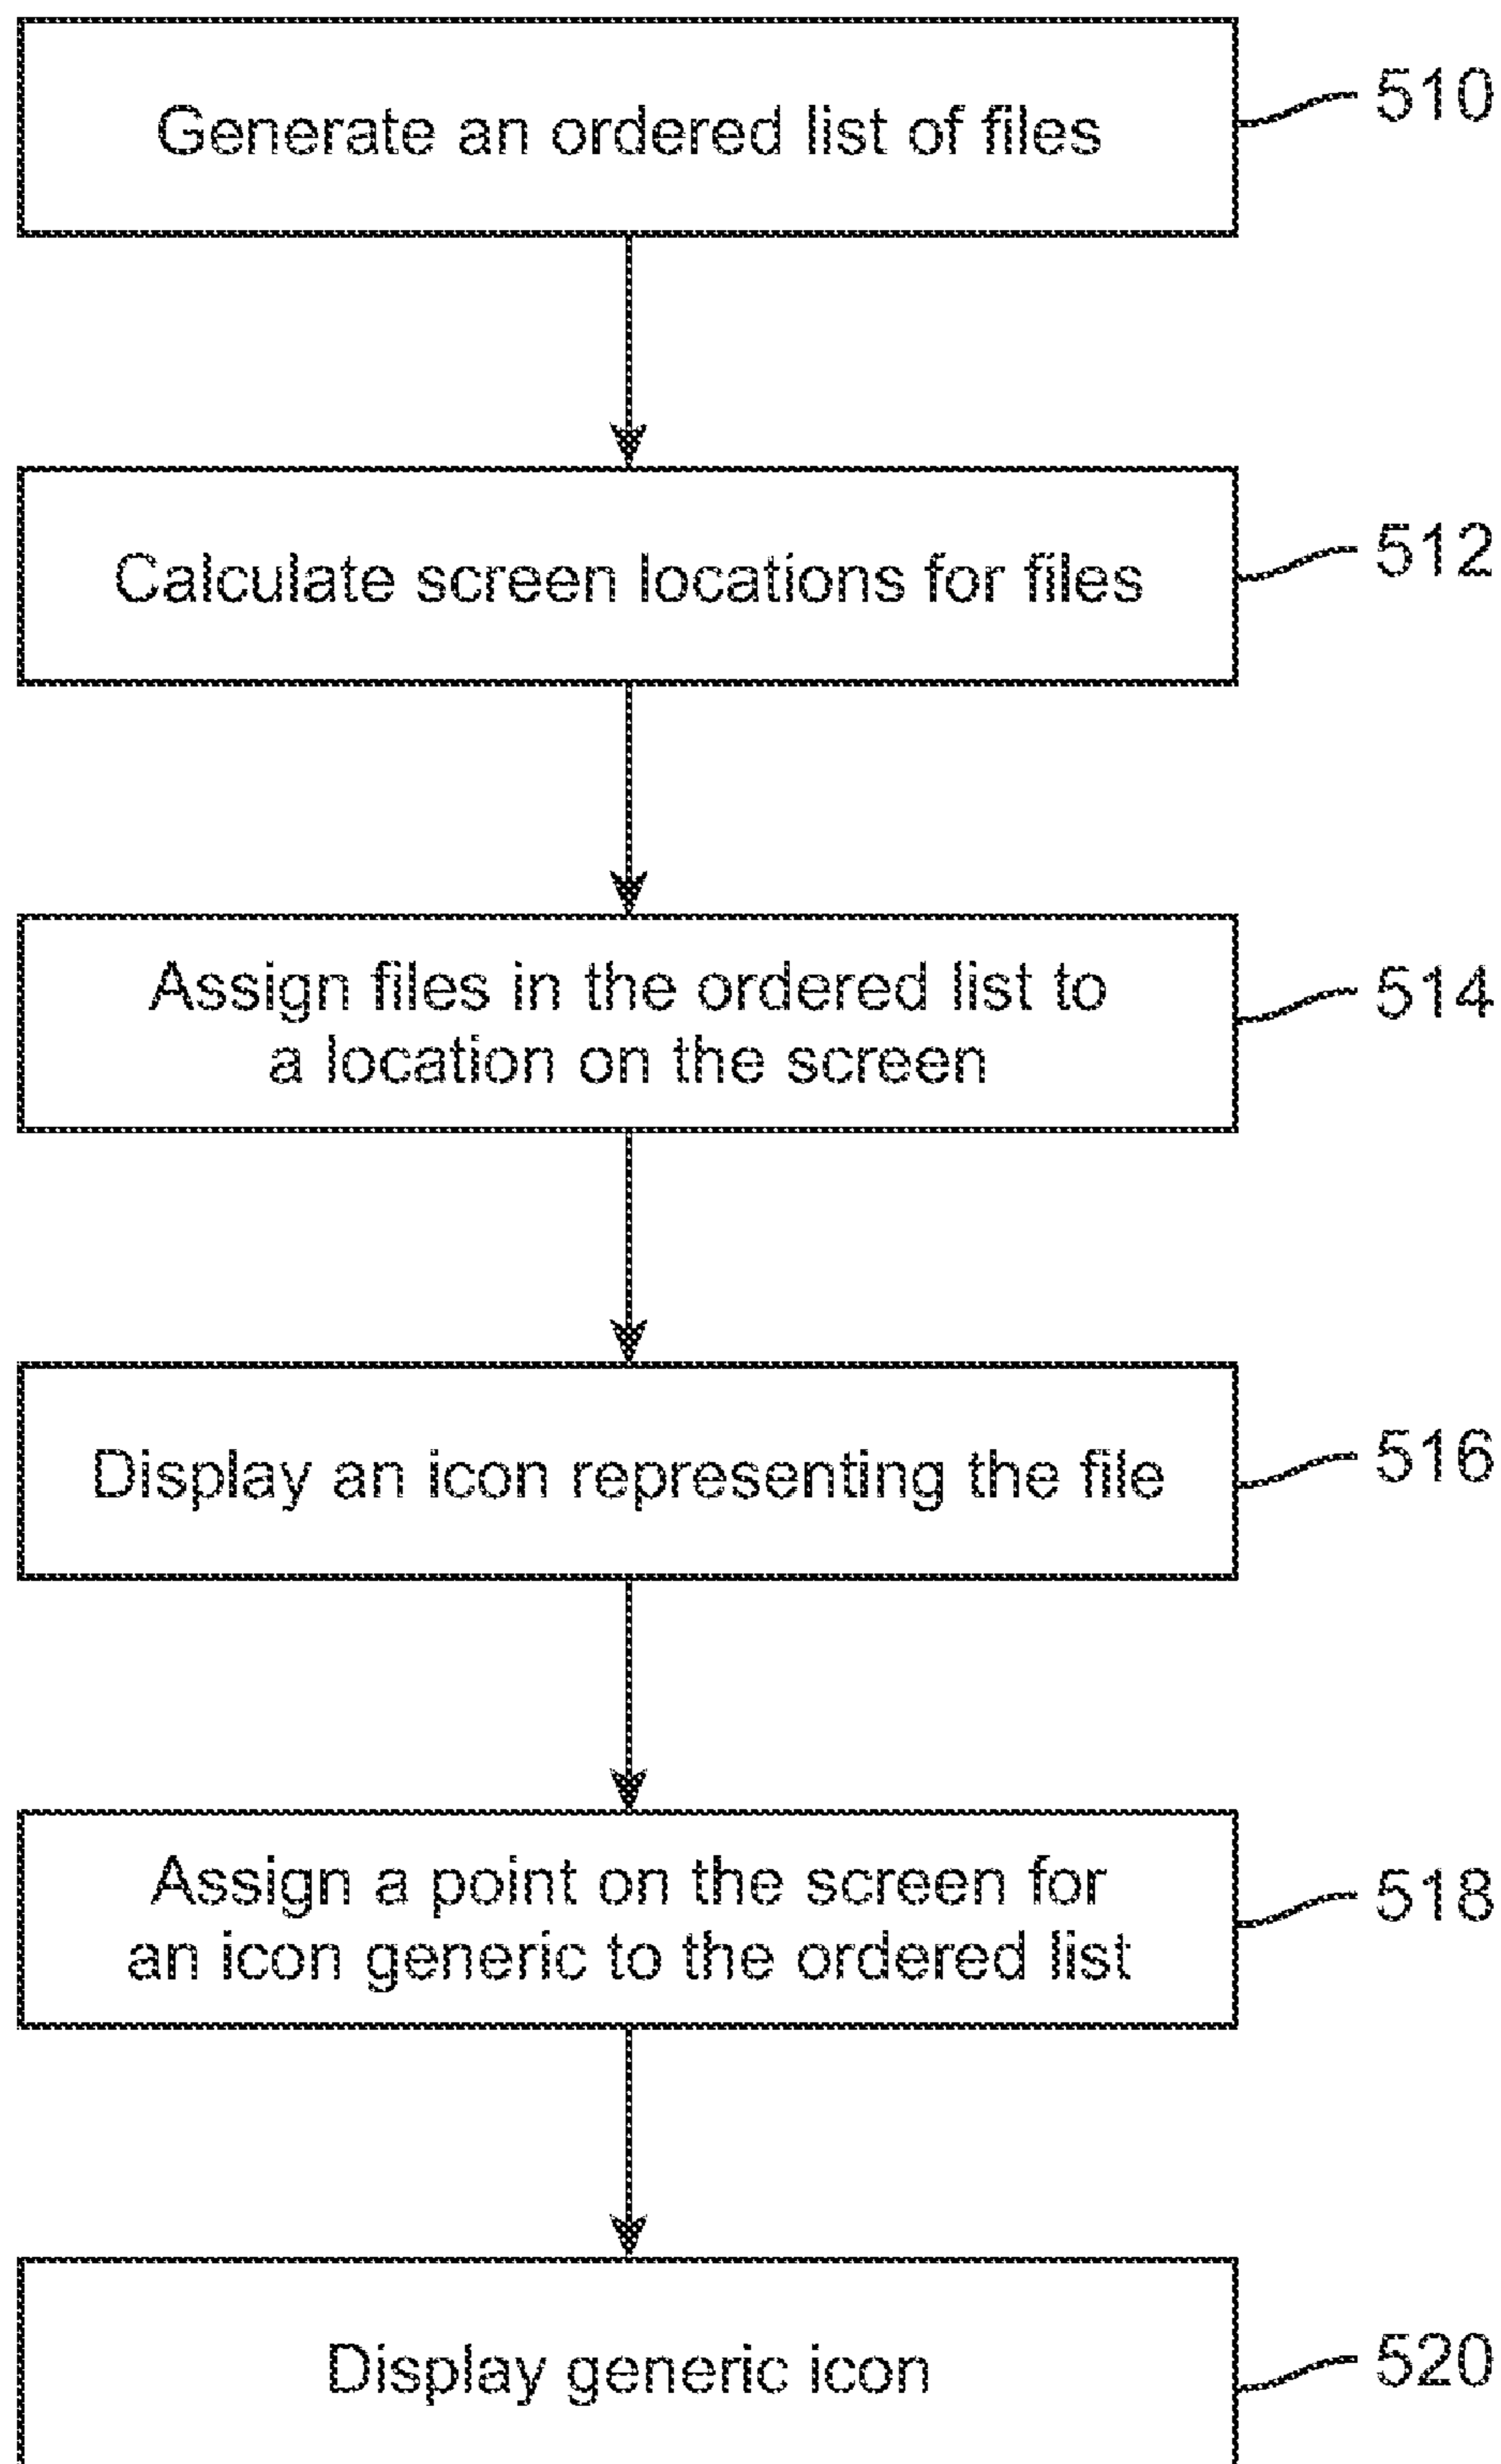 Generate an ordered list of files
510
Calculate screen locations for files
512
Assign files in the ordered list to
a location on the screen
514
Display an icon representing the file
516
Assign a point on the screen for
an icon generic to the ordered list
518
Display generic icon
520